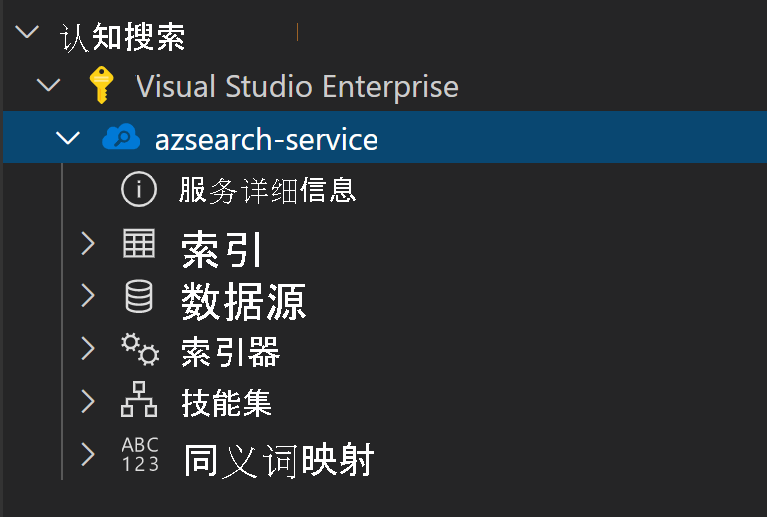 认知搜索
Visual Studio Enterprise
azsearch-service
服务详细信息
索引
数据源
索引器
技能集
ABC
123
同义词映射